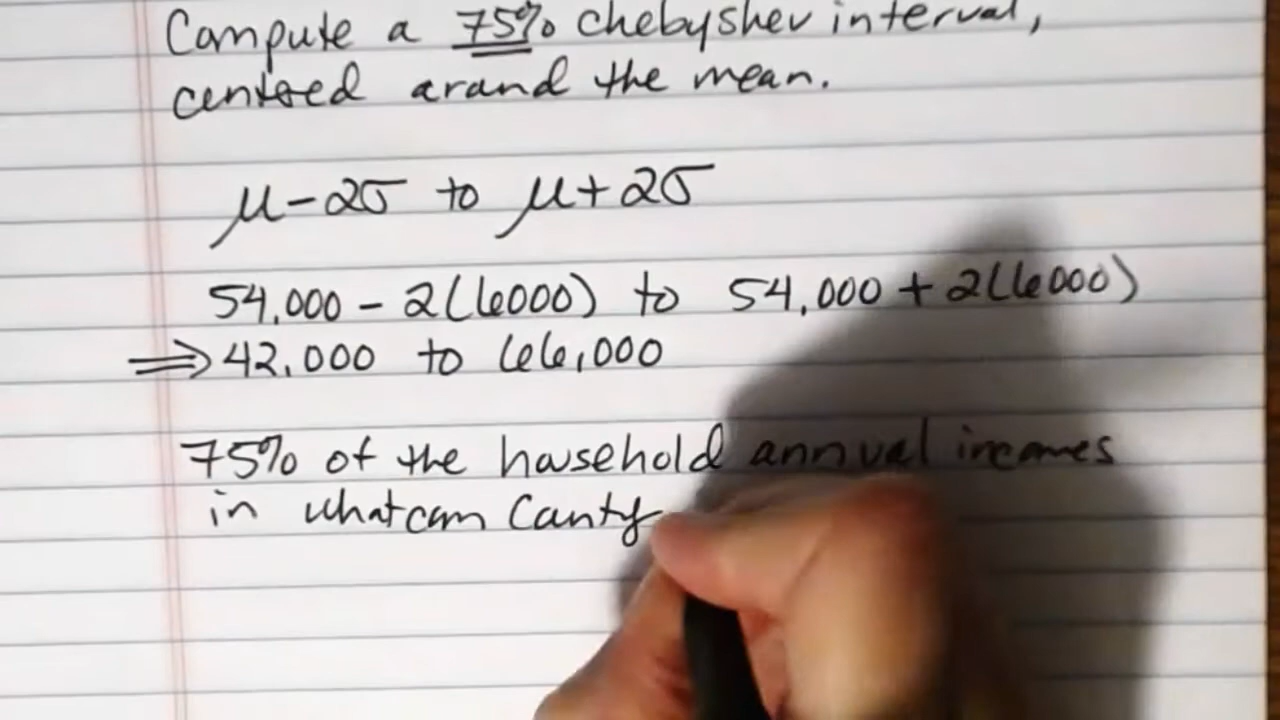 Compute a 75% chebyshev interval,
centered around the mean.
μ-2σ to μ+2σ
54,000 - 2(6000) to 54,000 + 2(6000)
⟹ 42,000 to 66,000
75% of the household annual incomes
in whatcom County